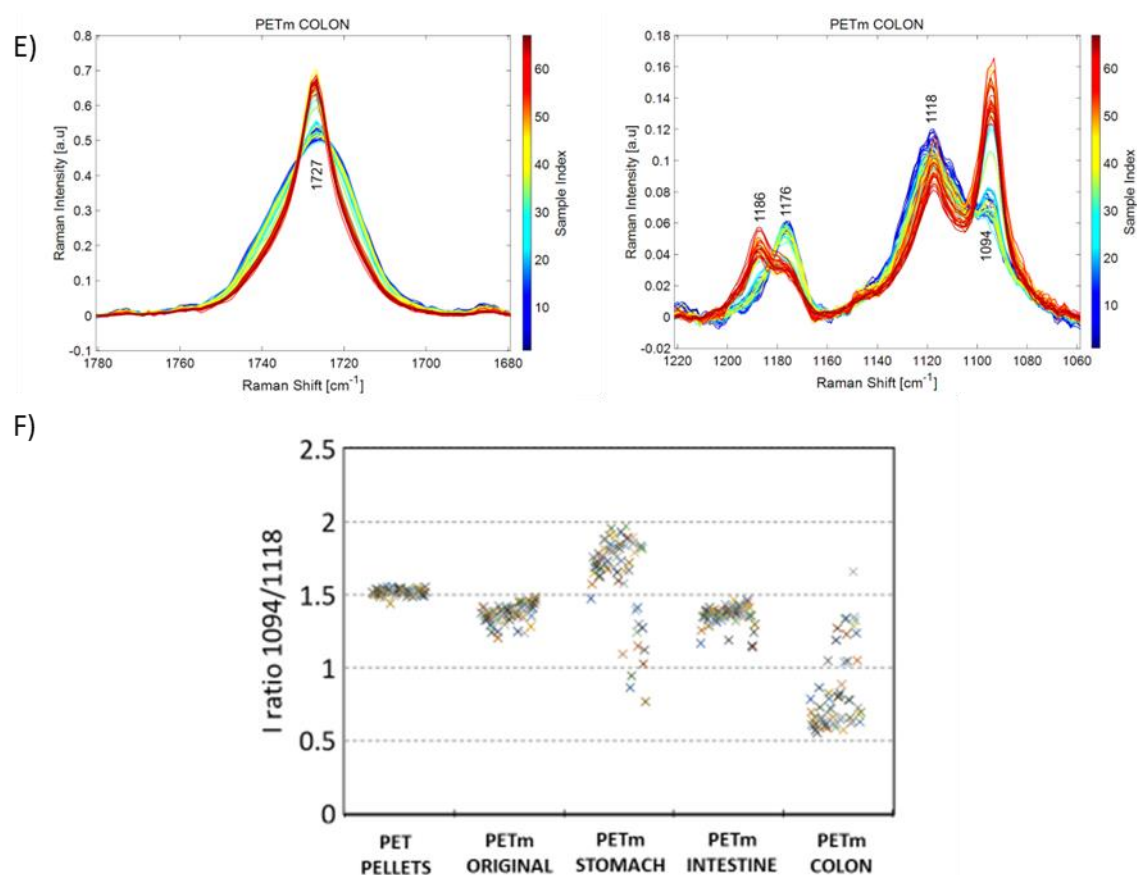 E)
PETm COLON
0.8
0.7
0.6
0.5
0.4
0.3
0.2
0.1
0
-0.1
Raman Intensity [a.u]
1727
1780
1760
1740
1720
1700
1680
Raman Shift [cm-1]
60
50
40
30
20
10
Sample Index
PETm COLON
0.18
0.16
0.14
0.12
0.1
0.08
0.06
0.04
0.02
0
-0.02
Raman Intensity [a.u]
1186
1176
1118
1094
1220
1200
1180
1160
1140
1120
1100
1080
1060
Raman Shift [cm-1]
60
50
40
30
20
10
Sample Index
F)
2.5
2
1.5
1
0.5
0
I ratio 1094/1118
PET
PELLETS
PETm
ORIGINAL
PETm
STOMACH
PETm
INTESTINE
PETm
COLON